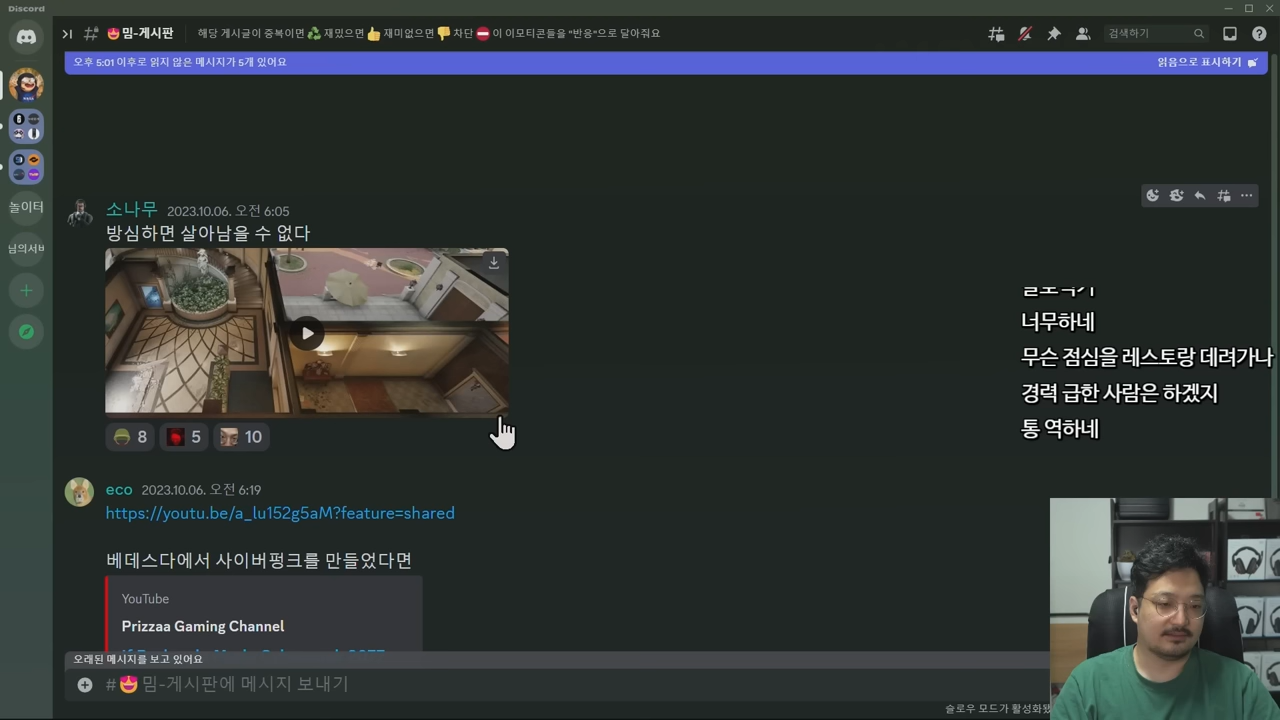 Discord
밈-게시판
해당 게시글이 중복이면 ♻️ 재밌으면 👍 재미없으면 👎 차단 ⛔ 이 이모티콘들을 "반응"으로 달아줘요
검색하기
오후 5:01 이후로 읽지 않은 메시지가 5개 있어요
읽음으로 표시하기
놀이터
님의서버
소나무 2023.10.06. 오전 6:05
방심하면 살아남을 수 없다
8 5 10
너무하네
무슨 점심을 레스토랑 데려가나
경력 급한 사람은 하겠지
통 역하네
eco 2023.10.06. 오전 6:19
https://youtu.be/a_lu152g5aM?feature=shared
베데스다에서 사이버펑크를 만들었다면
YouTube
Prizzaa Gaming Channel
오래된 메시지를 보고 있어요
#😍밈-게시판에 메시지 보내기
슬로우 모드가 활성화됐